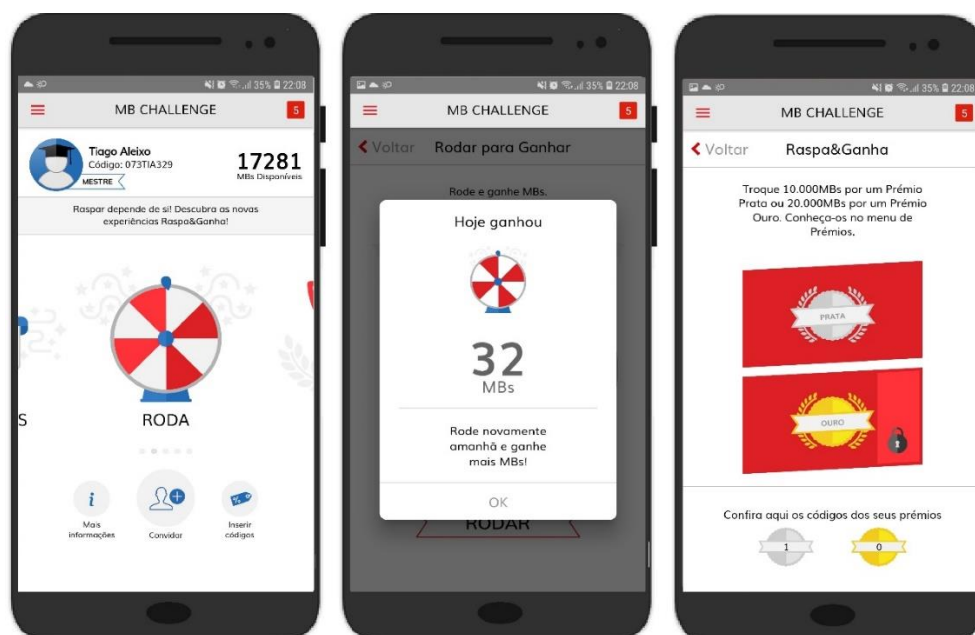 35% 22:08
MB CHALLENGE
5
Tiago Aleixo
Código: 073TIA329
MESTRE
17281
MBs Disponíveis
Raspar depende de si! Descubra as novas
experiências Raspa&Ganha!
S
RODA
i
Mais
informações
Convidar
Inserir
códigos
35% 22:08
MB CHALLENGE
5
Voltar
Rodar para Ganhar
Rode e ganhe MBs.
Hoje ganhou
32
MBs
Rode novamente
amanhã e ganhe
mais MBs!
OK
RODAR
35% 22:08
MB CHALLENGE
5
Voltar
Raspa&Ganha
Troque 10.000MBs por um Prémio
Prata ou 20.000MBs por um Prémio
Ouro. Conheça-os no menu de
Prémios.
PRATA
OURO
Confira aqui os códigos dos seus prémios
1
0